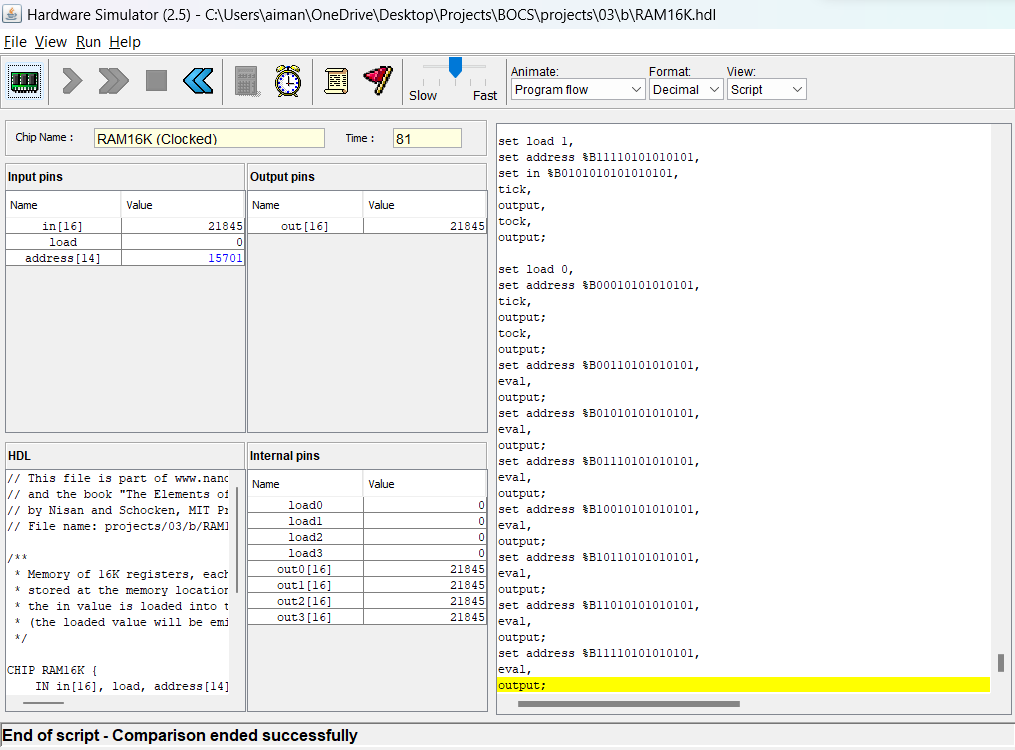 Hardware Simulator (2.5) - C:\Users\aiman\OneDrive\Desktop\Projects\BOCS\projects\03\b\RAM16K.hdl
File View Run Help
Slow Fast
Animate: Format: View:
Program flow Decimal Script
Chip Name : RAM16K (Clocked) Time : 81
Input pins
Name Value
in[16] 21845
load 0
address[14] 15701
Output pins
Name Value
out[16] 21845
HDL
// This file is part of www.nand
// and the book "The Elements of
// by Nisan and Schocken, MIT Pr
// File name: projects/03/b/RAM1
/**
* Memory of 16K registers, each
* stored at the memory location
* the in value is loaded into t
* (the loaded value will be emi
*/
CHIP RAM16K {
IN in[16], load, address[14]
Internal pins
Name Value
load0 0
load1 0
load2 0
load3 0
out0[16] 21845
out1[16] 21845
out2[16] 21845
out3[16] 21845
set load 1,
set address %B11110101010101,
set in %B0101010101010101,
tick,
output,
tock,
output;
set load 0,
set address %B00010101010101,
tick,
output;
tock,
output;
set address %B00110101010101,
eval,
output;
set address %B01010101010101,
eval,
output;
set address %B01110101010101,
eval,
output;
set address %B10010101010101,
eval,
output;
set address %B10110101010101,
eval,
output;
set address %B11010101010101,
eval,
output;
set address %B11110101010101,
eval,
output;
End of script - Comparison ended successfully